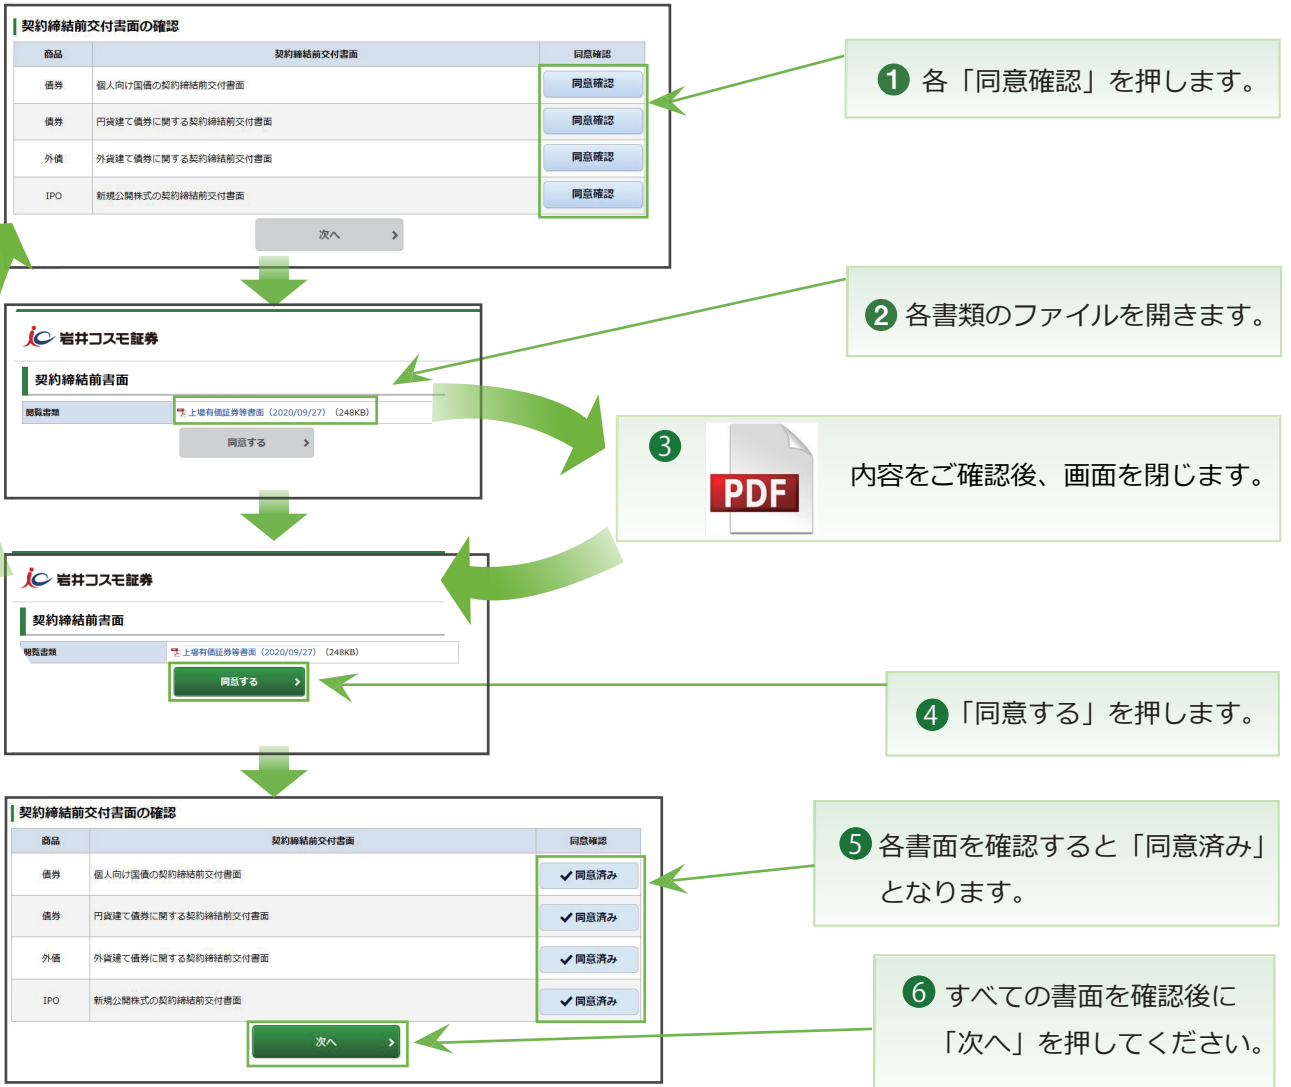 契約締結前交付書面の確認
商品 契約締結前交付書面 同意確認
債券 個人向け国債の契約締結前交付書面 同意確認
債券 円貨建て債券に関する契約締結前交付書面 同意確認
外債 外貨建て債券に関する契約締結前交付書面 同意確認
IPO 新規公開株式の契約締結前交付書面 同意確認
次へ
❶ 各「同意確認」を押します。
岩井コスモ証券
契約締結前書面
閲覧書類 上場有価証券等書面（2020/09/27）（248KB）
同意する
❷ 各書類のファイルを開きます。
❸ PDF 内容をご確認後、画面を閉じます。
岩井コスモ証券
契約締結前書面
閲覧書類 上場有価証券等書面（2020/09/27）（248KB）
同意する
❹「同意する」を押します。
契約締結前交付書面の確認
商品 契約締結前交付書面 同意確認
債券 個人向け国債の契約締結前交付書面 ✔同意済み
債券 円貨建て債券に関する契約締結前交付書面 ✔同意済み
外債 外貨建て債券に関する契約締結前交付書面 ✔同意済み
IPO 新規公開株式の契約締結前交付書面 ✔同意済み
次へ
❺ 各書面を確認すると「同意済み」
となります。
❻ すべての書面を確認後に
「次へ」を押してください。